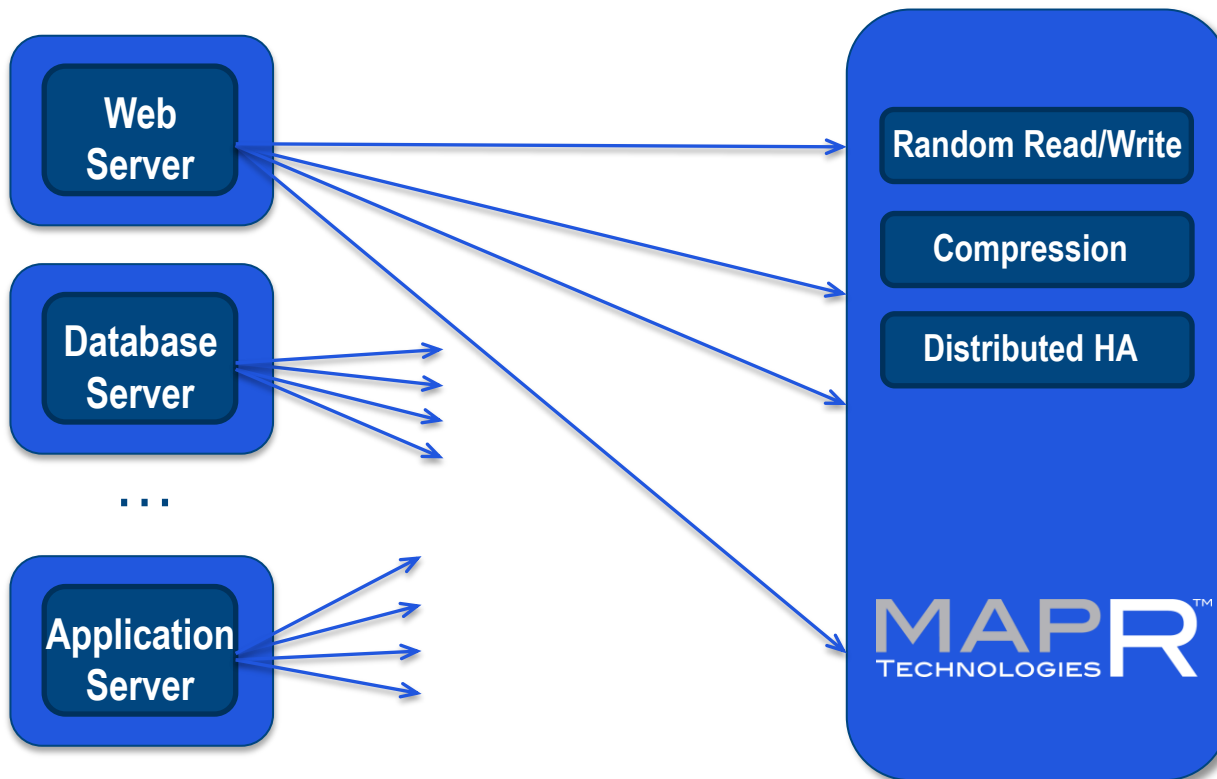 Web
Server
Database
Server
...
Application
Server
Random Read/Write
Compression
Distributed HA
MAPR™
TECHNOLOGIES